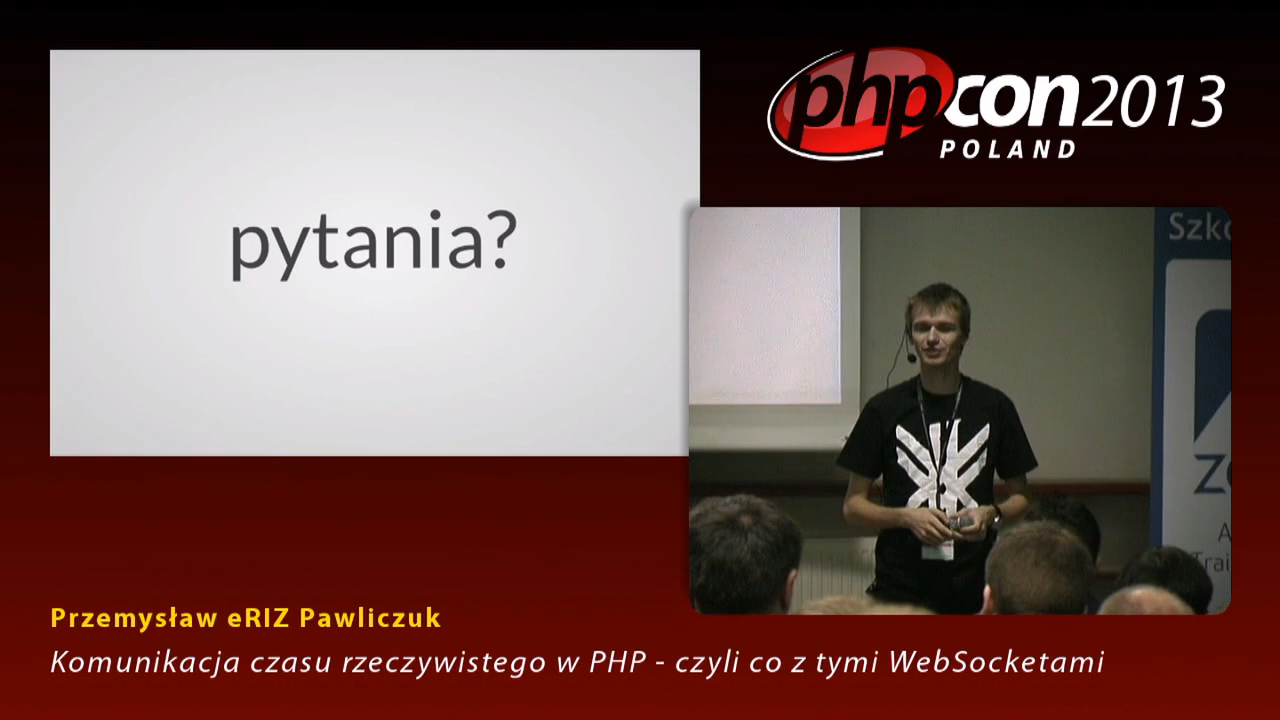 pytania?
phpcon2013
POLAND
Przemysław eRIZ Pawliczuk
Komunikacja czasu rzeczywistego w PHP - czyli co z tymi WebSocketami